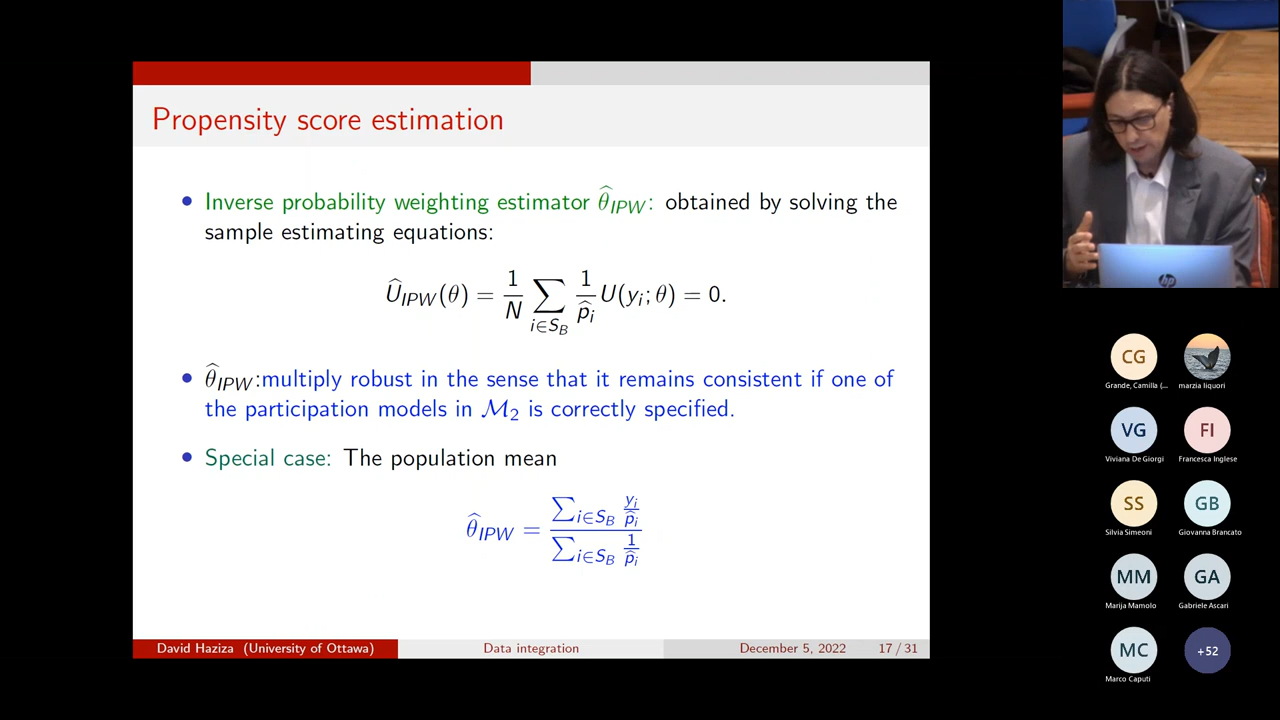 Propensity score estimation
• Inverse probability weighting estimator θ̂_IPW: obtained by solving the
sample estimating equations:
Û_IPW(θ) = 1/N ∑_{i∈S_B} 1/p̂_i U(y_i; θ) = 0.
• θ̂_IPW:multiply robust in the sense that it remains consistent if one of
the participation models in ℳ₂ is correctly specified.
• Special case: The population mean
θ̂_IPW = ∑_{i∈S_B} y_i/p̂_i / ∑_{i∈S_B} 1/p̂_i
David Haziza (University of Ottawa) Data integration December 5, 2022 17 / 31
hp
CG
Grande, Camilla (...
marzia liquori
VG FI
Viviana De Giorgi Francesca Inglese
SS GB
Silvia Simeoni Giovanna Brancato
MM GA
Marija Mamolo Gabriele Ascari
MC +52
Marco Caputi